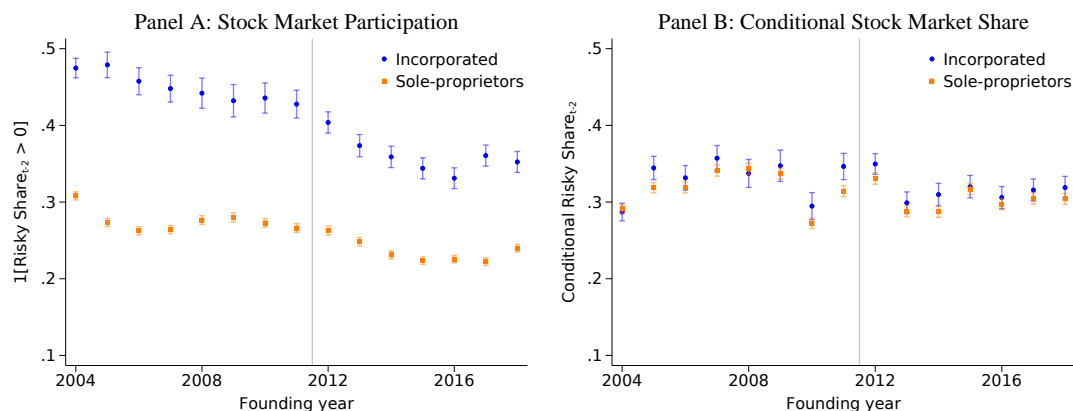 Panel A: Stock Market Participation
.5
.4
.3
.2
.1
1[Risky Share t-2 > 0]
Incorporated
Sole-proprietors
2004 2008 2012 2016
Founding year
Panel B: Conditional Stock Market Share
.5
.4
.3
.2
.1
Conditional Risky Share t-2
Incorporated
Sole-proprietors
2004 2008 2012 2016
Founding year